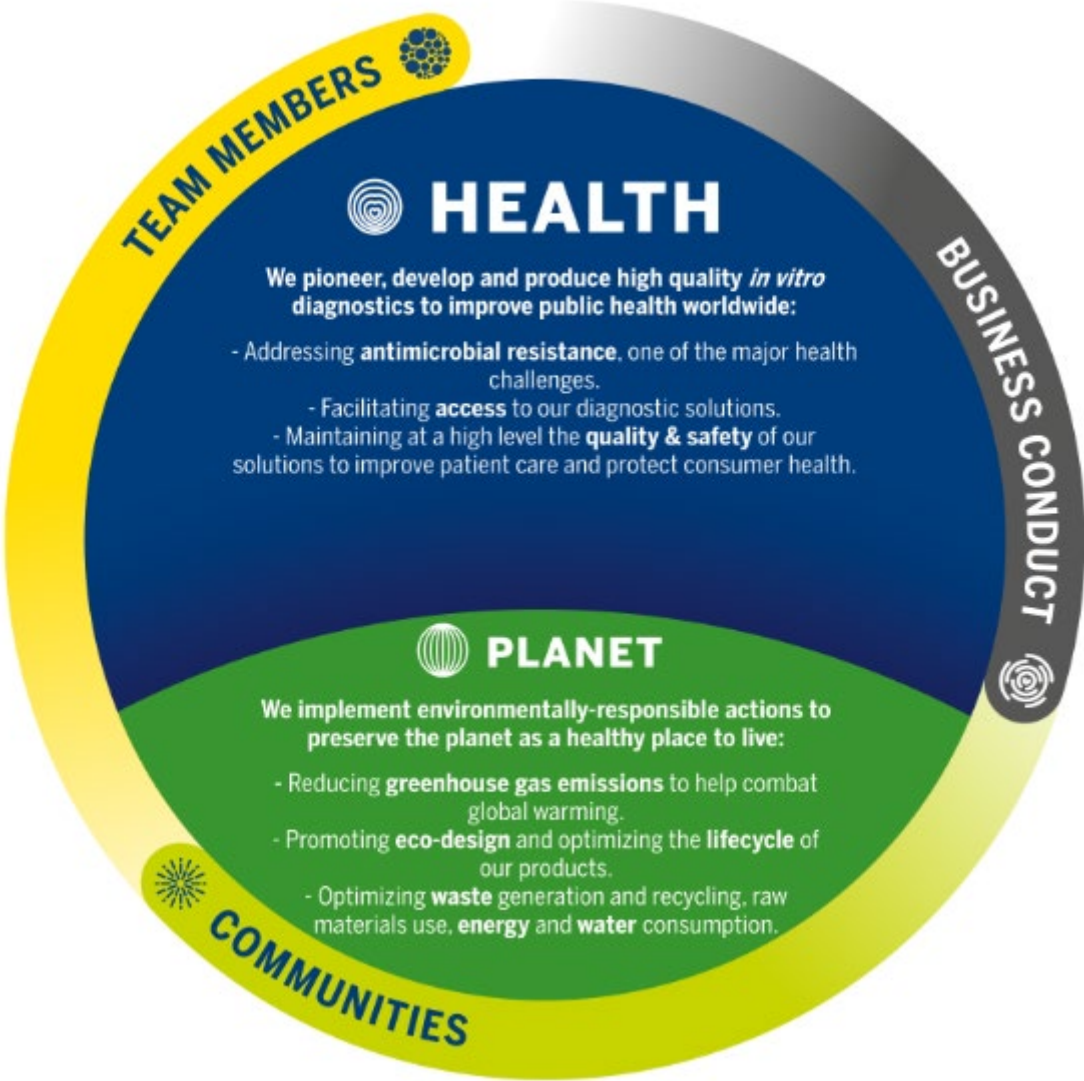 TEAM MEMBERS
BUSINESS CONDUCT
HEALTH
We pioneer, develop and produce high quality in vitro
diagnostics to improve public health worldwide:
- Addressing antimicrobial resistance, one of the major health
challenges.
- Facilitating access to our diagnostic solutions.
- Maintaining at a high level the quality & safety of our
solutions to improve patient care and protect consumer health.
PLANET
We implement environmentally-responsible actions to
preserve the planet as a healthy place to live:
- Reducing greenhouse gas emissions to help combat
global warming.
- Promoting eco-design and optimizing the lifecycle of
our products.
- Optimizing waste generation and recycling, raw
materials use, energy and water consumption.
COMMUNITIES